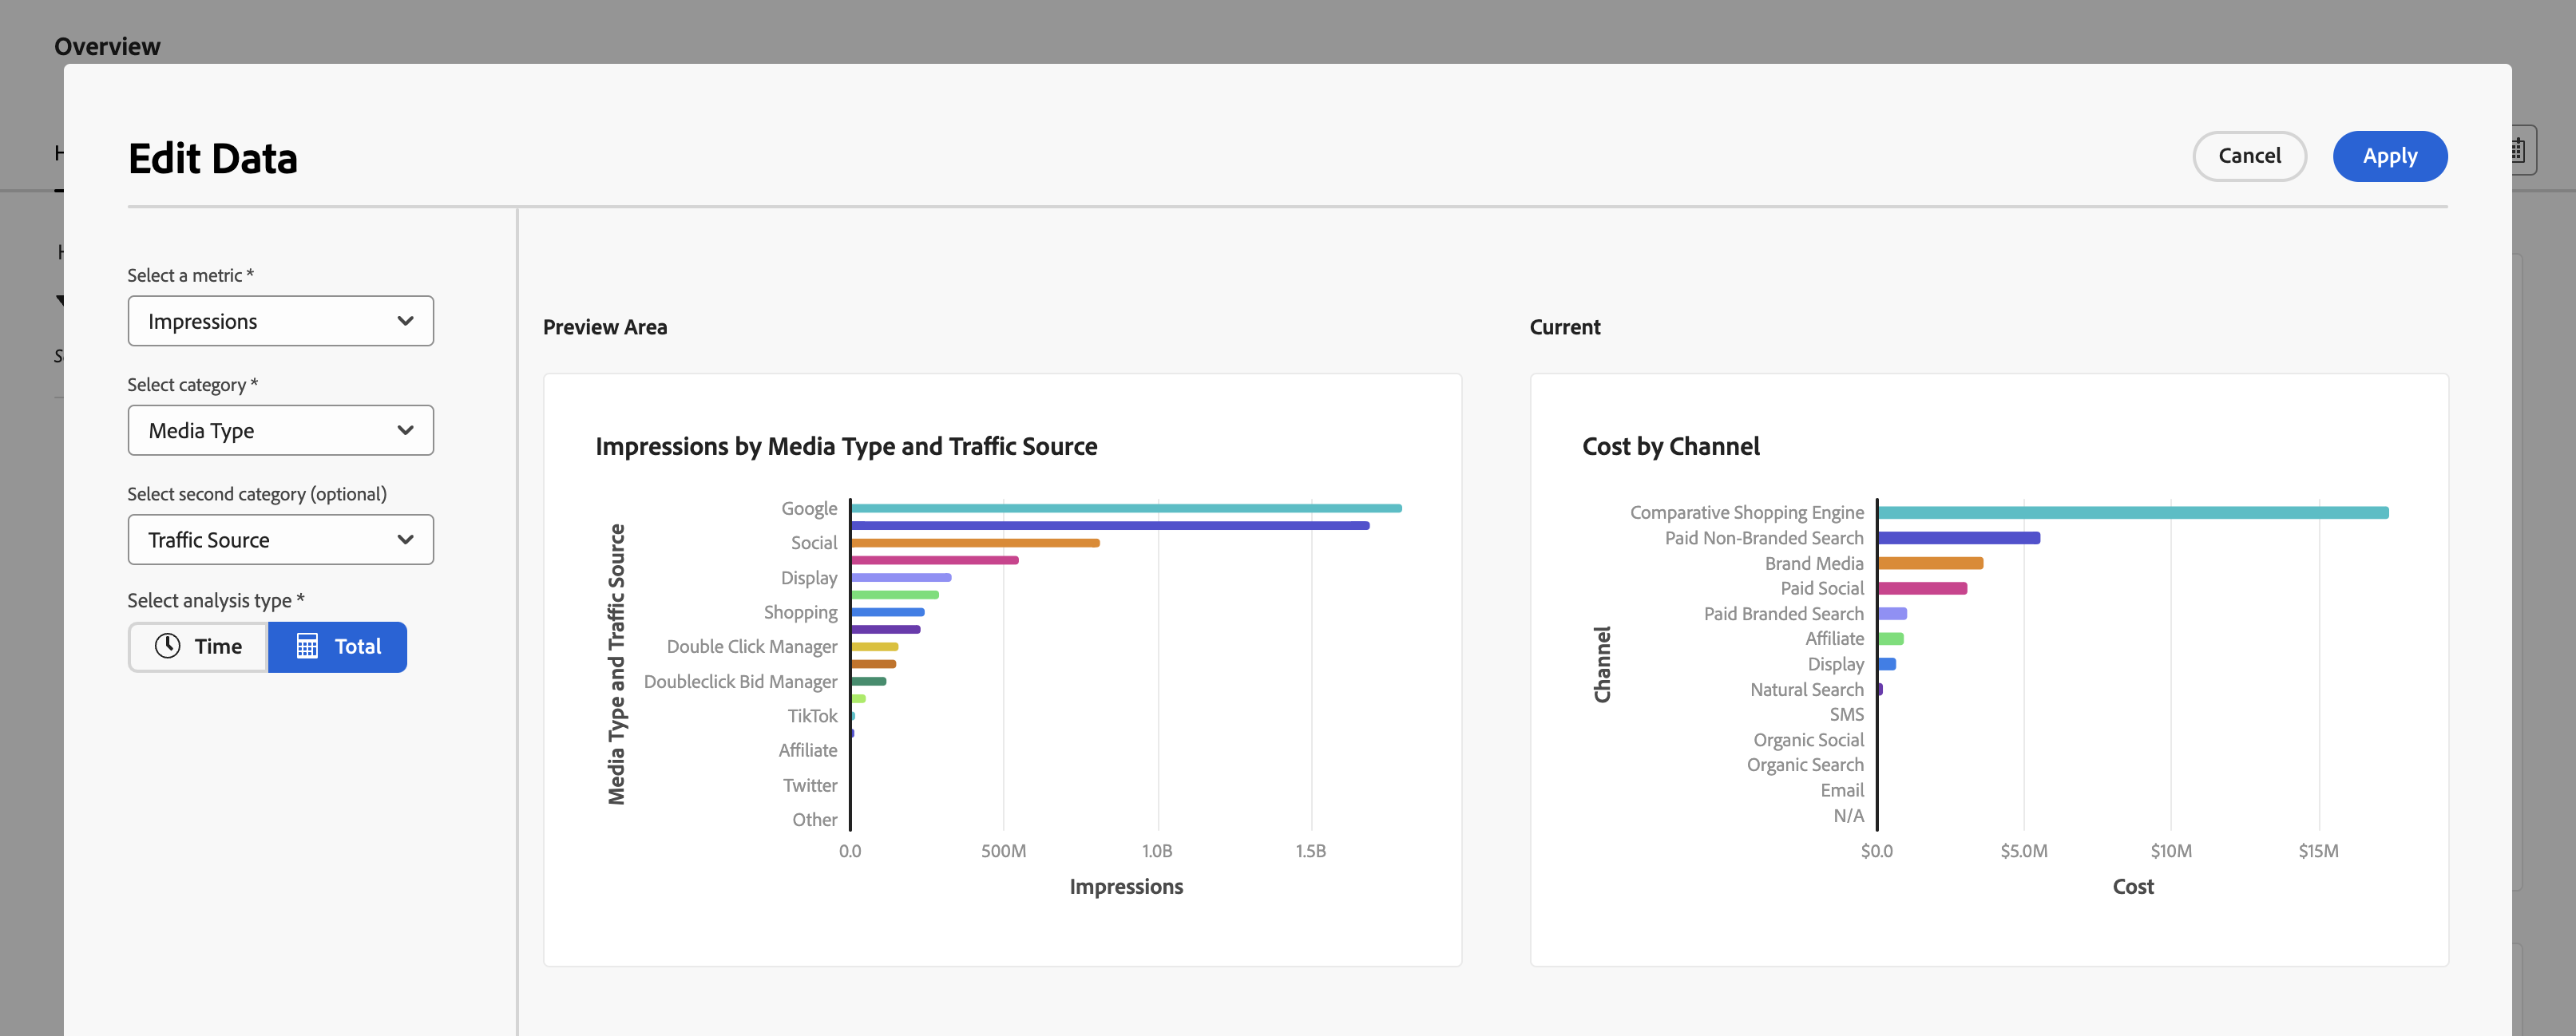 Overview
Edit Data
Cancel
Apply
Select a metric *
Impressions
Select category *
Media Type
Select second category (optional)
Traffic Source
Select analysis type *
Time
Total
Preview Area
Impressions by Media Type and Traffic Source
Media Type and Traffic Source
Google
Social
Display
Shopping
Double Click Manager
Doubleclick Bid Manager
TikTok
Affiliate
Twitter
Other
0.0 500M 1.0B 1.5B
Impressions
Current
Cost by Channel
Channel
Comparative Shopping Engine
Paid Non-Branded Search
Brand Media
Paid Social
Paid Branded Search
Affiliate
Display
Natural Search
SMS
Organic Social
Organic Search
Email
N/A
$0.0 $5.0M $10M $15M
Cost